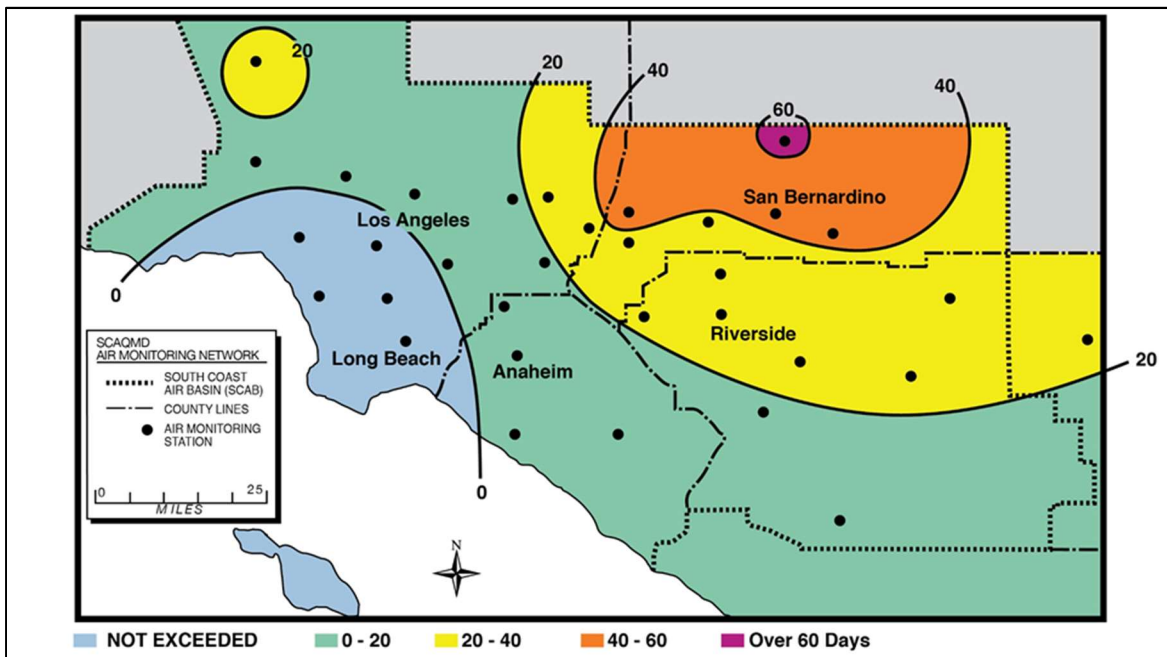 20
20
40
60
40
San Bernardino
Los Angeles
0
Riverside
Long Beach
Anaheim
20
0
SCAQMD
AIR MONITORING NETWORK
SOUTH COAST
AIR BASIN (SCAB)
COUNTY LINES
AIR MONITORING
STATION
0 25
MILES
N
NOT EXCEEDED 0 - 20 20 - 40 40 - 60 Over 60 Days